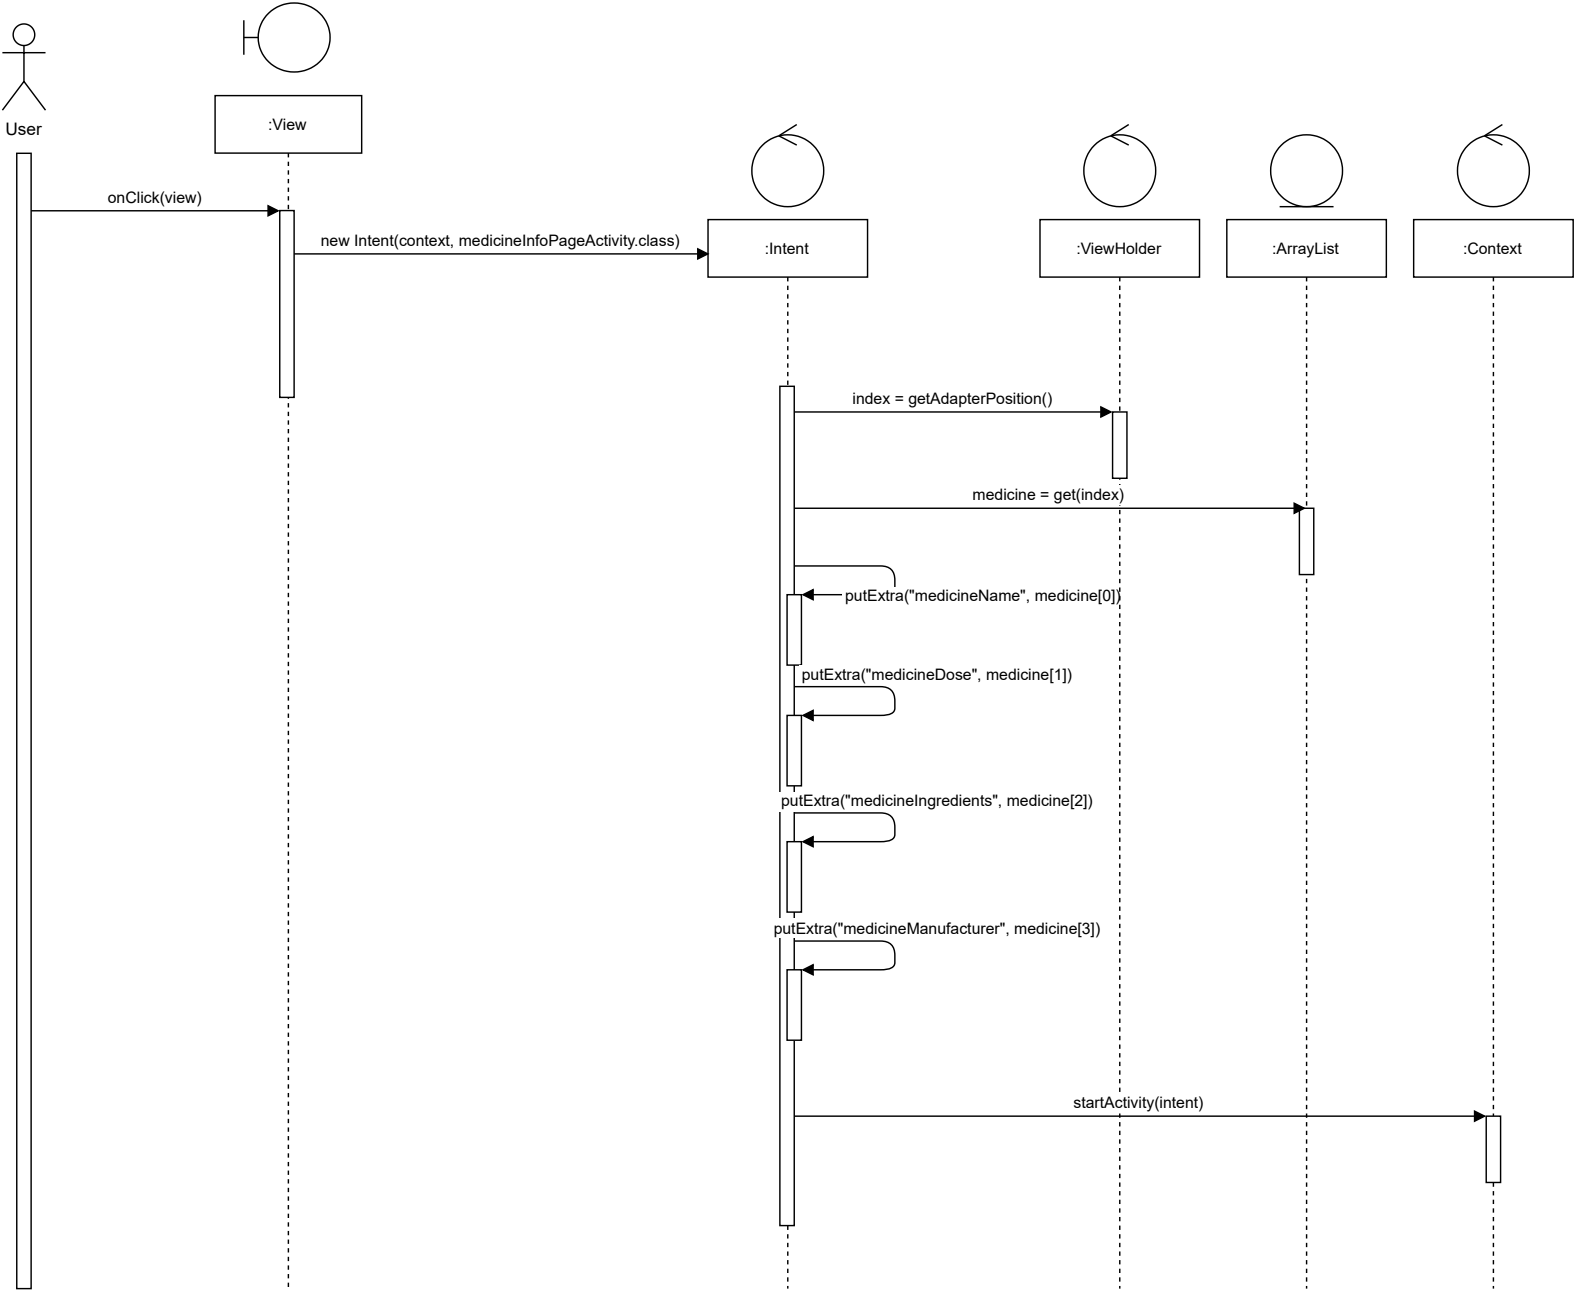 User
:View
:Intent
:ViewHolder
:ArrayList
:Context
onClick(view)
new Intent(context, medicineInfoPageActivity.class)
index = getAdapterPosition()
medicine = get(index)
putExtra("medicineName", medicine[0])
putExtra("medicineDose", medicine[1])
putExtra("medicineIngredients", medicine[2])
putExtra("medicineManufacturer", medicine[3])
startActivity(intent)